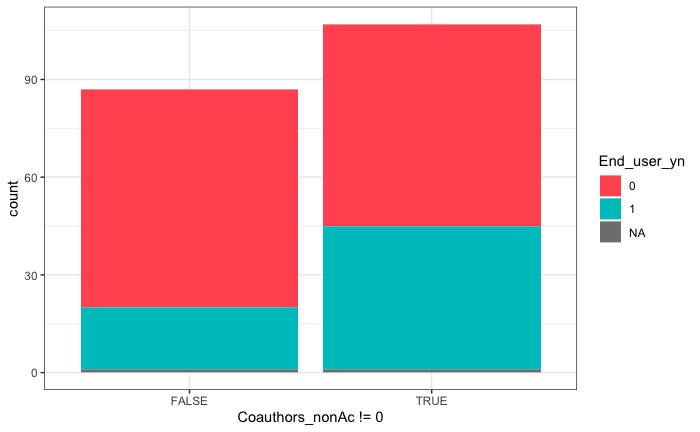 90
60
30
0
count
FALSE TRUE
Coauthors_nonAc != 0
End_user_yn
0
1
NA